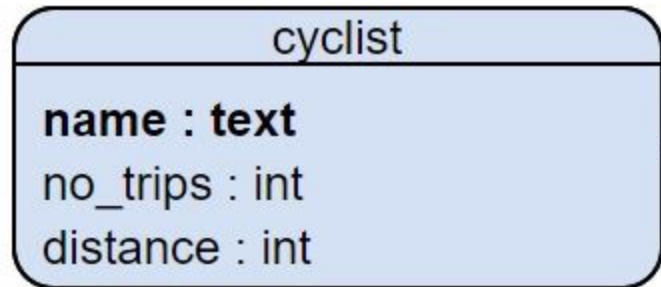 cyclist
name : text
no_trips : int
distance : int